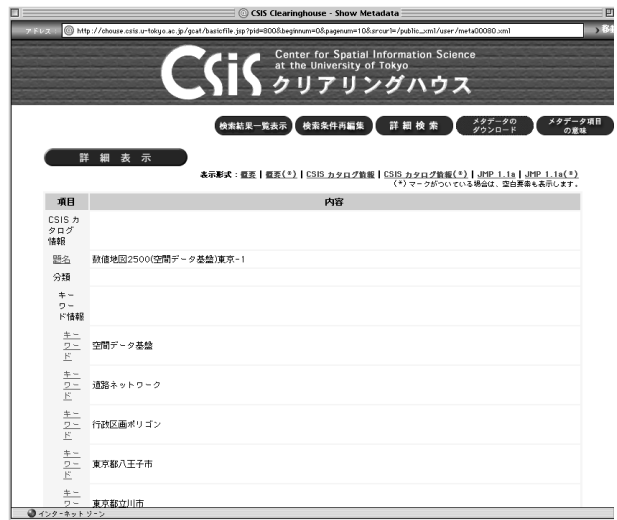 CSIS Clearinghouse - Show Metadata
アドレス: http://chouse.csis.u-tokyo.ac.jp/gcat/basicfile.jsp?pid=800&beginnum=0&pagenum=10&srcurl=/public_xml/user/meta00080.xml
CSiS Center for Spatial Information Science
at the University of Tokyo
クリアリングハウス
検索結果一覧表示 検索条件再編集 詳細検索 メタデータの
ダウンロード メタデータ項目
の意味
詳細表示
表示形式：概要 | 概要(*) | CSIS カタログ情報 | CSIS カタログ情報(*) | JMP 1.1a | JMP 1.1a(*)
(*) マークがついている場合は、空白要素も表示します。
項目 内容
CSIS カ
タログ
情報
題名 数値地図2500(空間データ基盤)東京-1
分類
キー
ワー
ド情報
キー
ワー
ド
空間データ基盤
キー
ワー
ド
道路ネットワーク
キー
ワー
ド
行政区画ポリゴン
キー
ワー
ド
東京都八王子市
キー
ワー
東京都立川市
インターネットゾーン